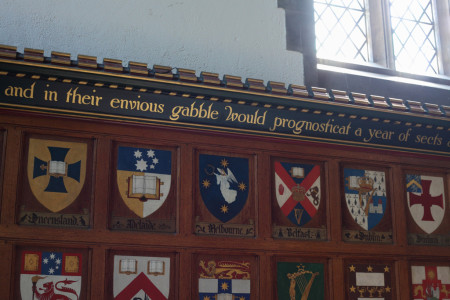 and in their envious gabble would prognosticat a year of sects a
Queensland
Adelaide
Melbourne
Belfast